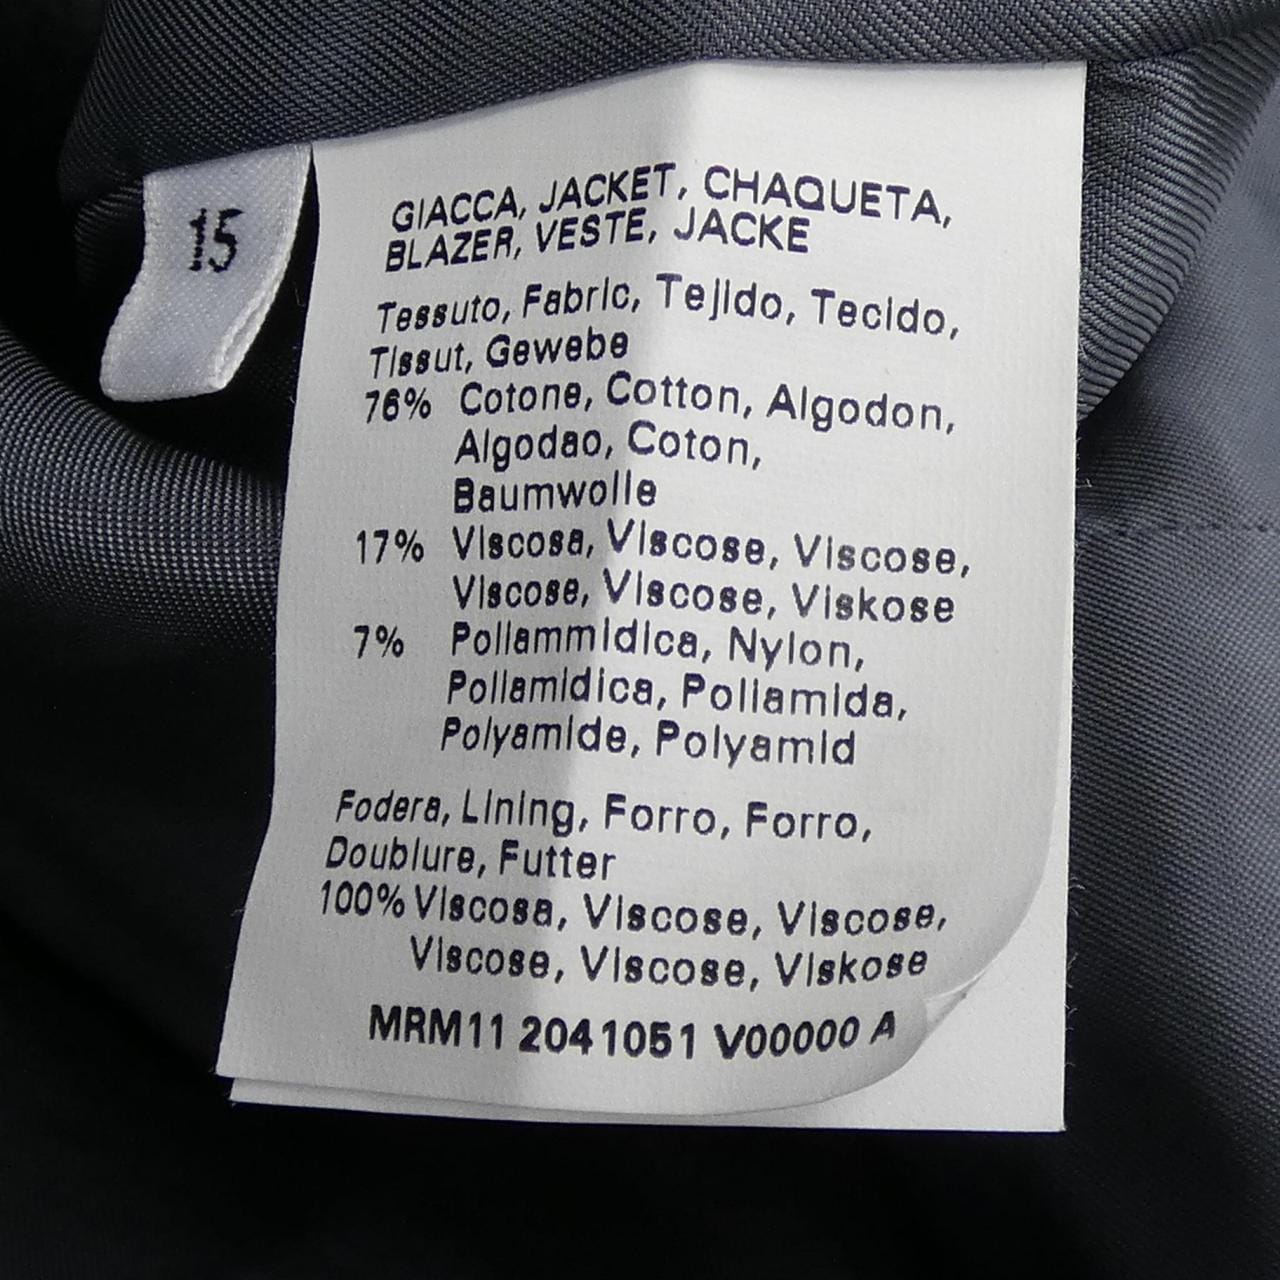 15
GIACCA, JACKET, CHAQUETA,
BLAZER, VESTE, JACKE
Tessuto, Fabric, Tejido, Tecido,
Tissut, Gewebe
76% Cotone, Cotton, Algodon,
Algodao, Coton,
Baumwolle
17% Viscosa, Viscose, Viscose,
Viscose, Viscose, Viskose
7% Poliammidica, Nylon,
Poliamidica, Poliamida,
Polyamide, Polyamid
Fodera, Lining, Forro, Forro,
Doublure, Futter
100% Viscosa, Viscose, Viscose,
Viscose, Viscose, Viskose
MRM11 2041051 V00000 A